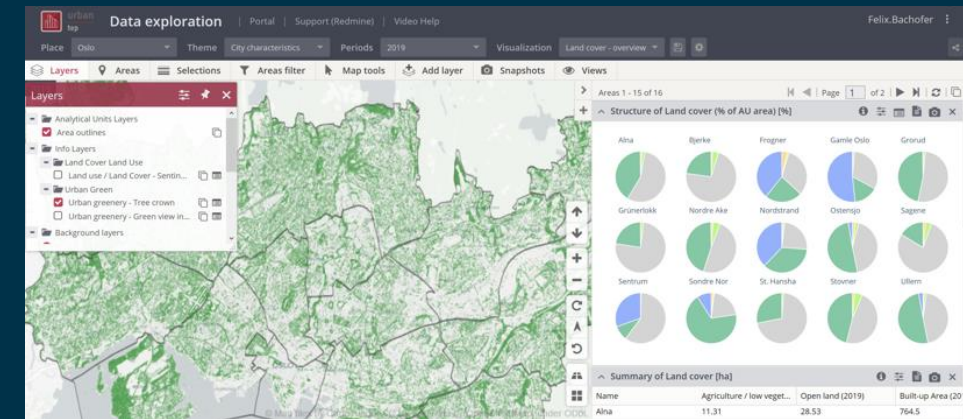 urban
tep
Data exploration | Portal | Support (Redmine) | Video Help
Felix.Bachofer
Place Oslo Theme City characteristics Periods 2019 Visualization Land cover - overview
Layers Areas Selections Areas filter Map tools Add layer Snapshots Views
Layers
Analytical Units Layers
Area outlines
Info Layers
Land Cover Land Use
Land use / Land Cover - Sentin...
Urban Green
Urban greenery - Tree crown
Urban greenery - Green view in...
Background layers
Areas 1 - 15 of 16 Page 1 of 2
Structure of Land cover (% of AU area) [%]
Alna Bjerke Frogner Gamle Oslo Grorud
Grünerlokk Nordre Ake Nordstrand Ostensjo Sagene
Sentrum Sondre Nor St. Hansha Stovner Ullern
Summary of Land cover [ha]
Name Agriculture / low veget... Open land (2019) Built-up Area (20
Alna 11.31 28.53 764.5